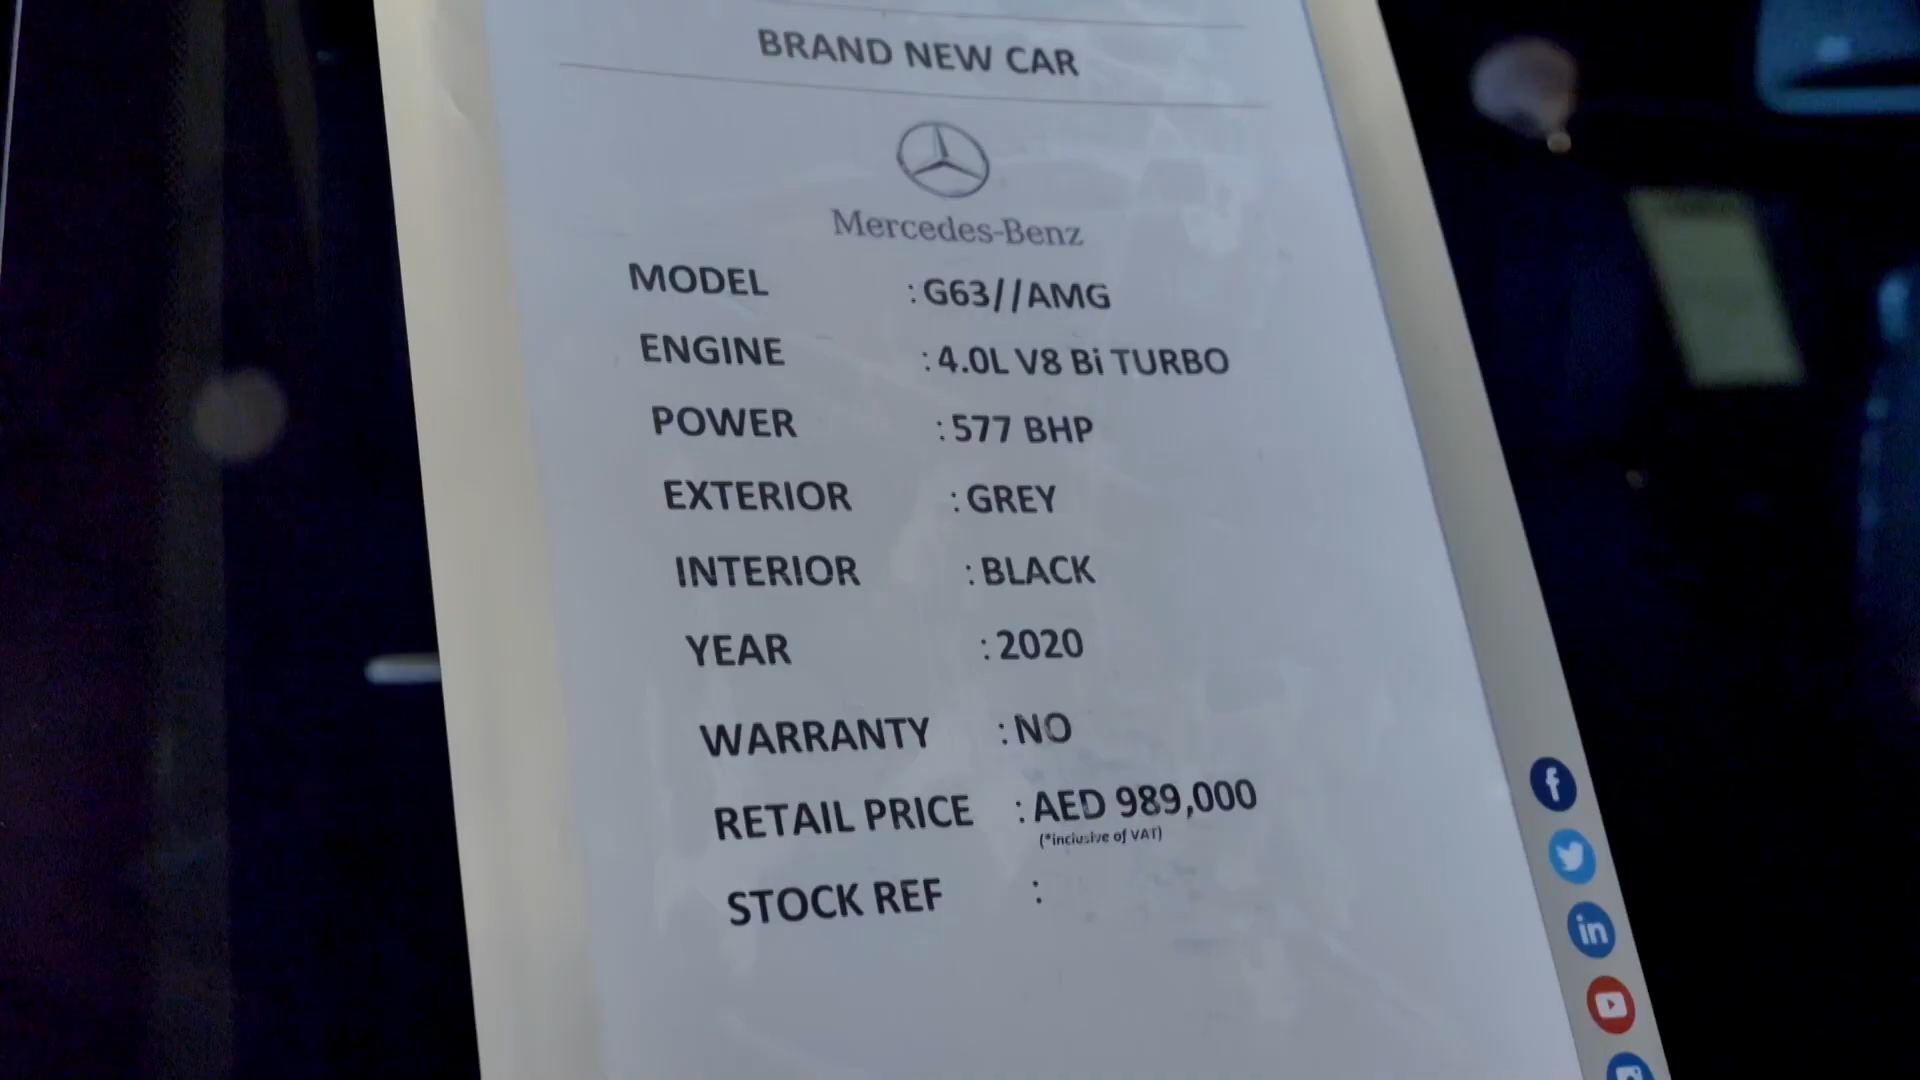 BRAND NEW CAR
Mercedes-Benz
MODEL : G63//AMG
ENGINE : 4.0L V8 Bi TURBO
POWER : 577 BHP
EXTERIOR : GREY
INTERIOR : BLACK
YEAR : 2020
WARRANTY : NO
RETAIL PRICE : AED 989,000
(*inclusive of VAT)
STOCK REF :